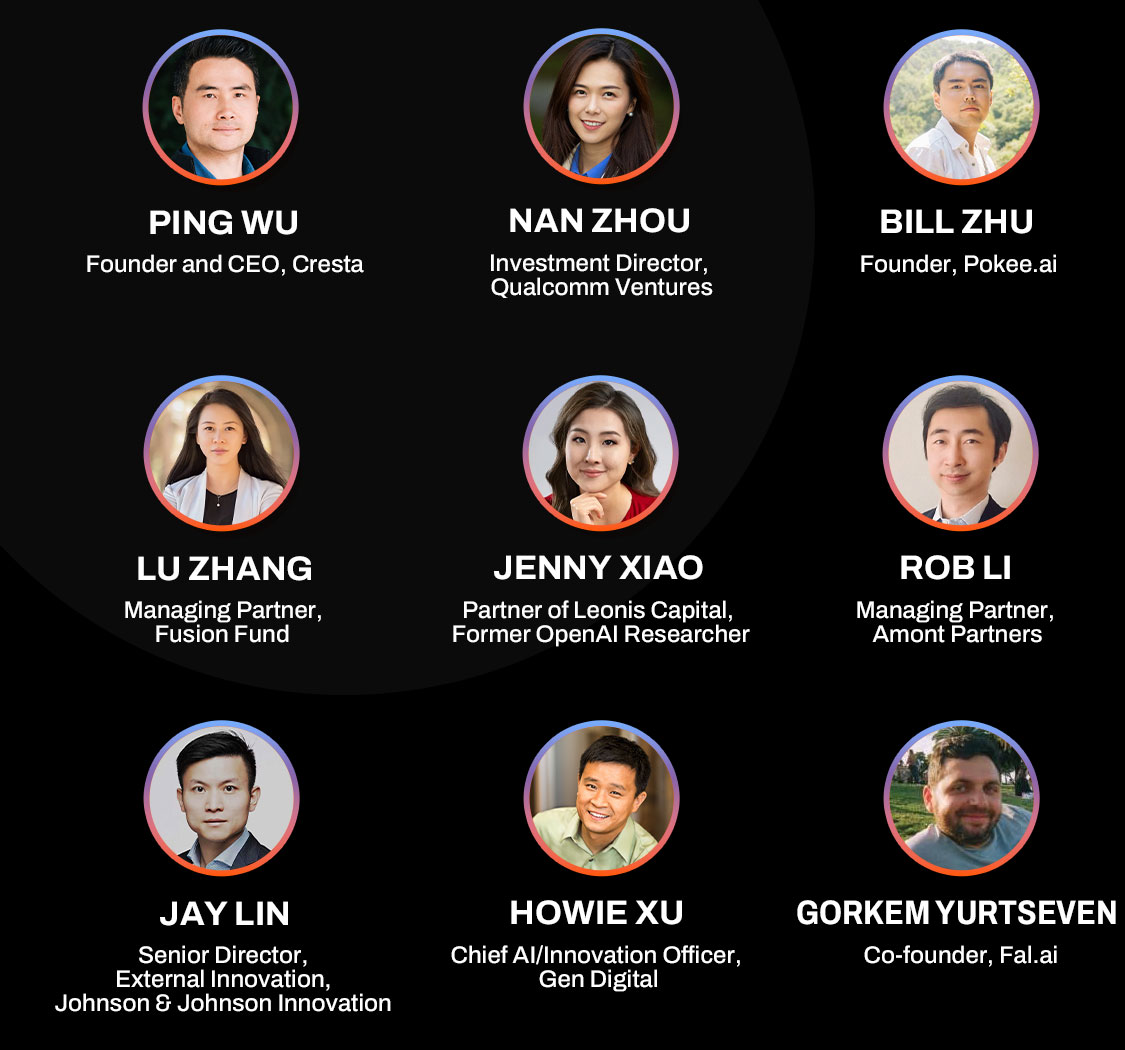 PING WU
Founder and CEO, Cresta
NAN ZHOU
Investment Director,
Qualcomm Ventures
BILL ZHU
Founder, Pokee.ai
LU ZHANG
Managing Partner,
Fusion Fund
JENNY XIAO
Partner of Leonis Capital,
Former OpenAI Researcher
ROB LI
Managing Partner,
Amont Partners
JAY LIN
Senior Director,
External Innovation,
Johnson & Johnson Innovation
HOWIE XU
Chief AI/Innovation Officer,
Gen Digital
GORKEM YURTSEVEN
Co-founder, Fal.ai